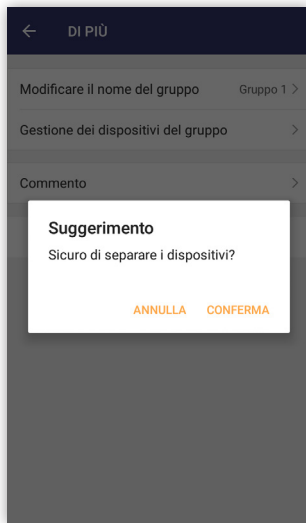 DI PIÙ
Modificare il nome del gruppo Gruppo 1
Gestione dei dispositivi del gruppo
Commento
Suggerimento
Sicuro di separare i dispositivi?
ANNULLA CONFERMA